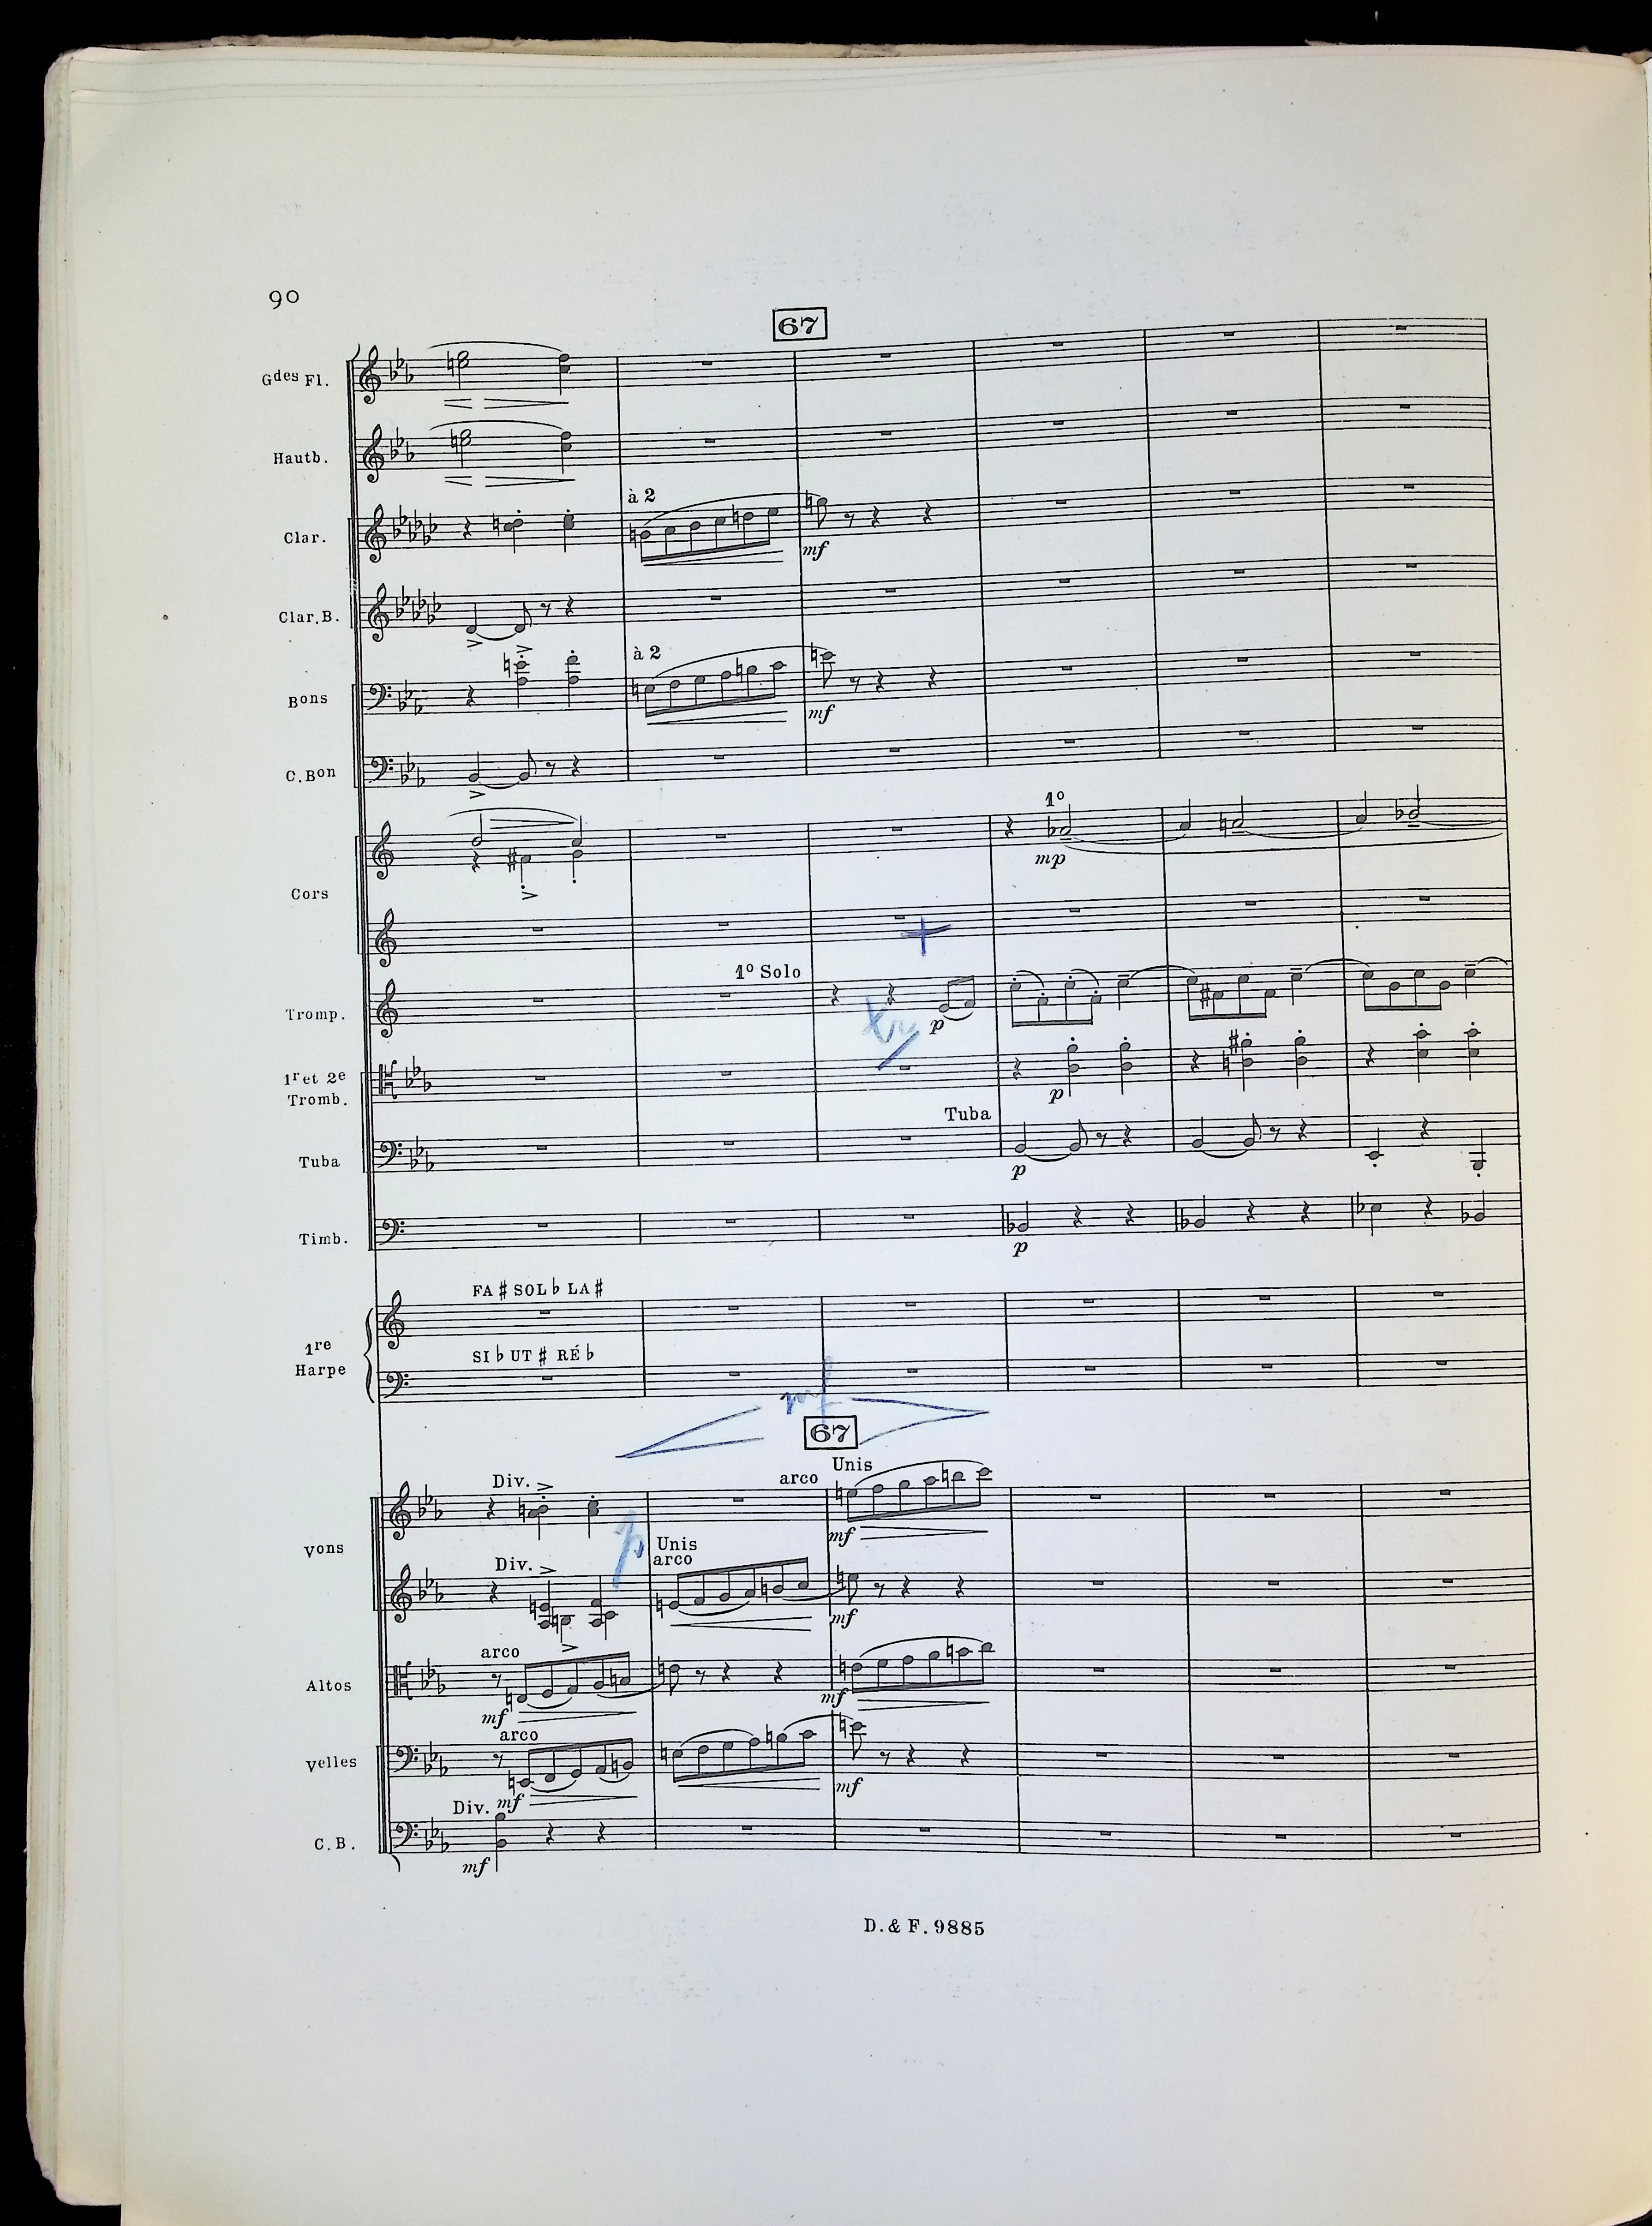 90
67
Gdes Fl.
Hautb.
à 2
Clar.
mf
Clar. B.
à 2
Bons
mf
C. Bon
1º
mp
Cors
1º Solo
Tromp.
p
1r et 2e
Tromb.
p
Tuba
Tuba
p
Timb.
p
FA ♯ SOL ♭ LA ♯
1re
Harpe
SI ♭ UT ♯ RÉ ♭
mf
67
Unis
Div.
arco
mf
p
Vons
Unis
arco
Div.
mf
arco
Altos
mf
mf
arco
Velles
mf
mf
Div.
C. B.
mf
D. & F. 9885